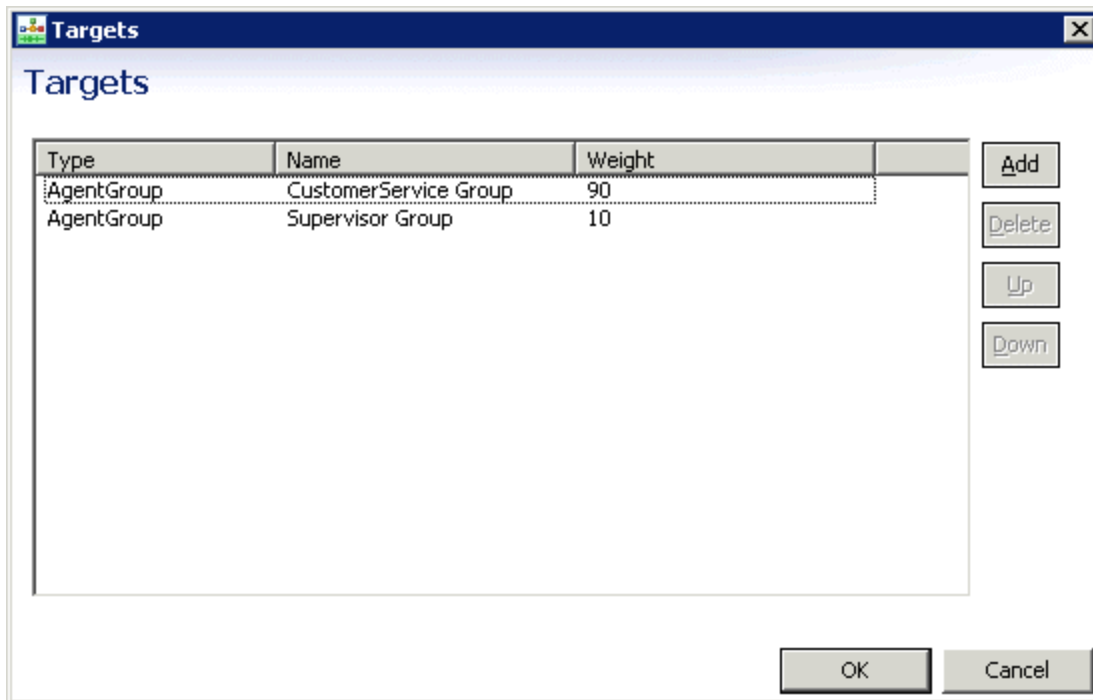 Targets
Targets
Type Name Weight
AgentGroup CustomerService Group 90
AgentGroup Supervisor Group 10
Add
Delete
Up
Down
OK Cancel